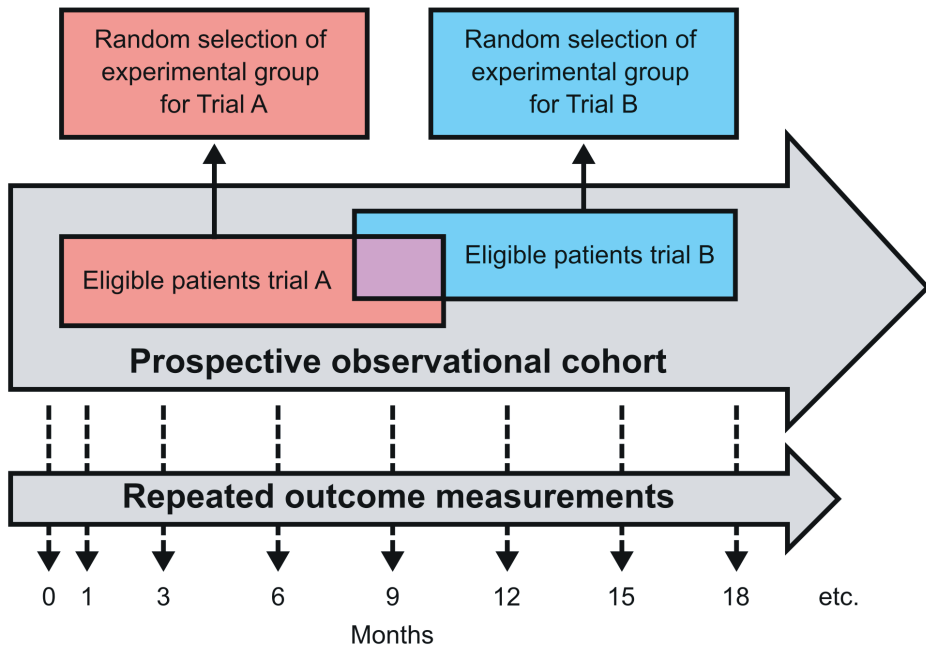 Random selection of
experimental group
for Trial A
Random selection of
experimental group
for Trial B
Eligible patients trial A
Eligible patients trial B
Prospective observational cohort
Repeated outcome measurements
0 1 3 6 9 12 15 18 etc.
Months